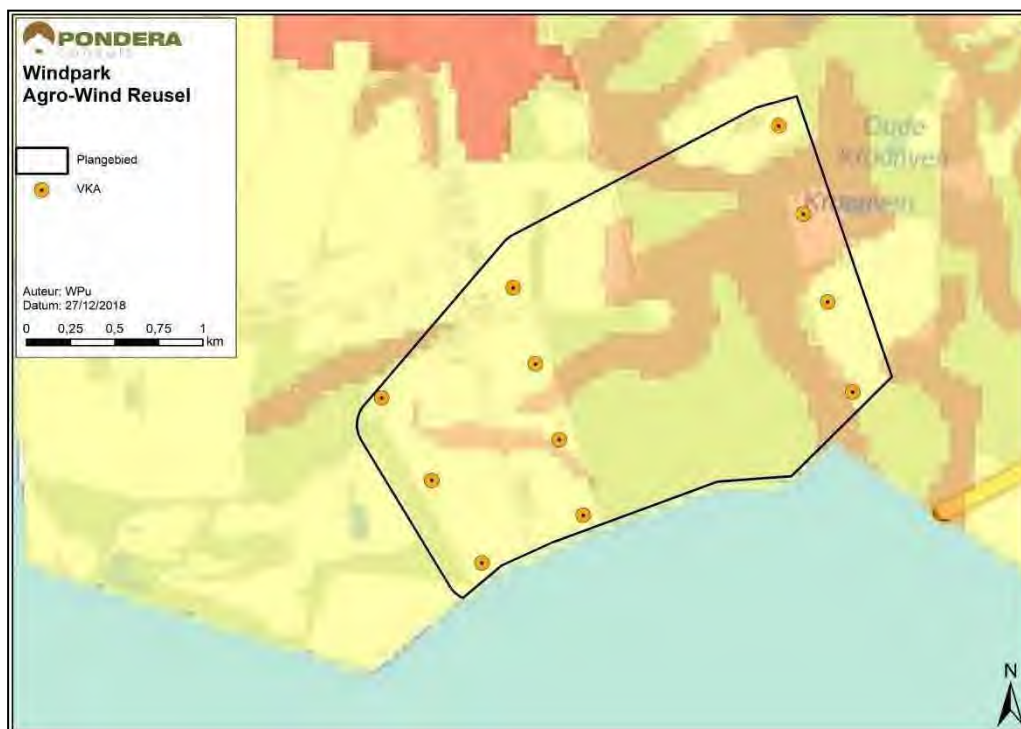 PONDERA
Consult
Windpark
Agro-Wind Reusel
Plangebied
VKA
Auteur: WPu
Datum: 27/12/2018
0 0,25 0,5 0,75 1
km
Oude
N